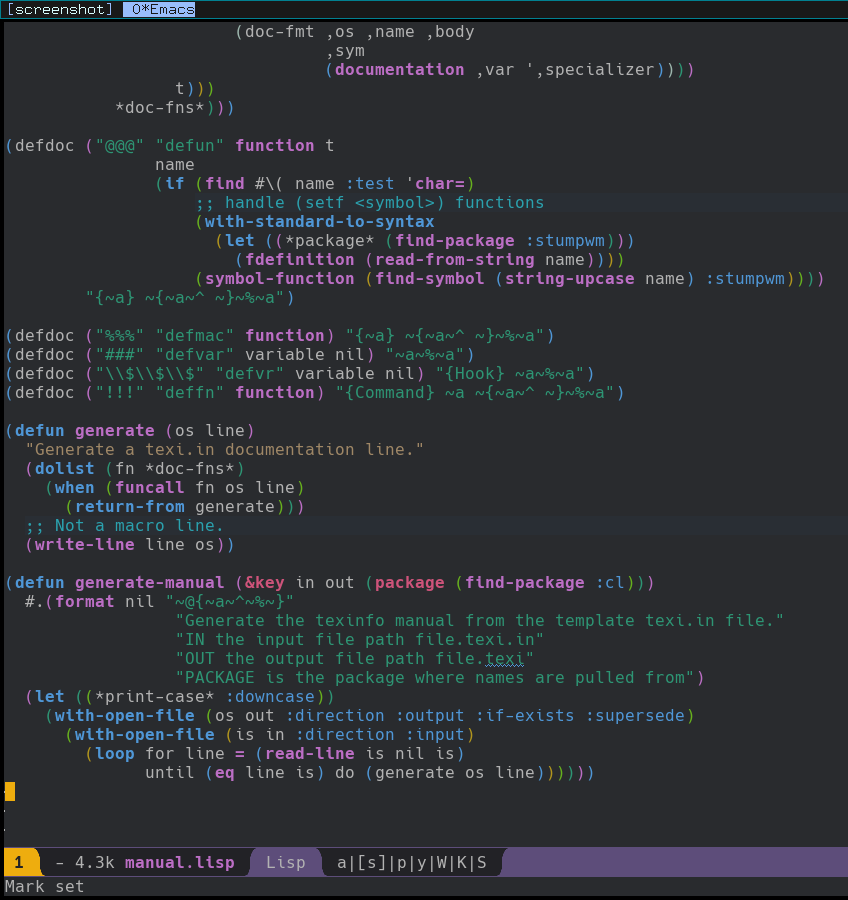 [screenshot] O*Emacs
(doc-fmt ,os ,name ,body
,sym
(documentation ,var ',specializer))))
t)))
*doc-fns*)))
(defdoc ("@@@" "defun" function t
name
(if (find #\( name :test 'char=)
;; handle (setf <symbol>) functions
(with-standard-io-syntax
(let ((*package* (find-package :stumpwm)))
(fdefinition (read-from-string name))))
(symbol-function (find-symbol (string-upcase name) :stumpwm))))
"{~a} ~{~a~^ ~}~%~a")
(defdoc ("%%%" "defmac" function) "{~a} ~{~a~^ ~}~%~a")
(defdoc ("###" "defvar" variable nil) "~a~%~a")
(defdoc ("\\$\\$\\$" "defvr" variable nil) "{Hook} ~a~%~a")
(defdoc ("!!!" "deffn" function) "{Command} ~a ~{~a~^ ~}~%~a")
(defun generate (os line)
"Generate a texi.in documentation line."
(dolist (fn *doc-fns*)
(when (funcall fn os line)
(return-from generate)))
;; Not a macro line.
(write-line line os))
(defun generate-manual (&key in out (package (find-package :cl)))
#.(format nil "~@{~a~^~%~}"
"Generate the texinfo manual from the template texi.in file."
"IN the input file path file.texi.in"
"OUT the output file path file.texi"
"PACKAGE is the package where names are pulled from")
(let ((*print-case* :downcase))
(with-open-file (os out :direction :output :if-exists :supersede)
(with-open-file (is in :direction :input)
(loop for line = (read-line is nil is)
until (eq line is) do (generate os line))))))
1 - 4.3k manual.lisp Lisp a|[s]|p|y|W|K|S
Mark set